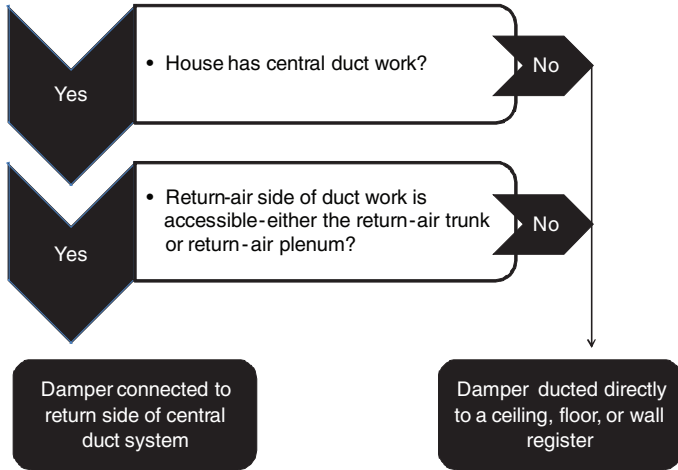 Yes
• House has central duct work?
No
Yes
• Return-air side of duct work is
accessible-either the return-air trunk
or return-air plenum?
No
Damper connected to
return side of central
duct system
Damper ducted directly
to a ceiling, floor, or wall
register